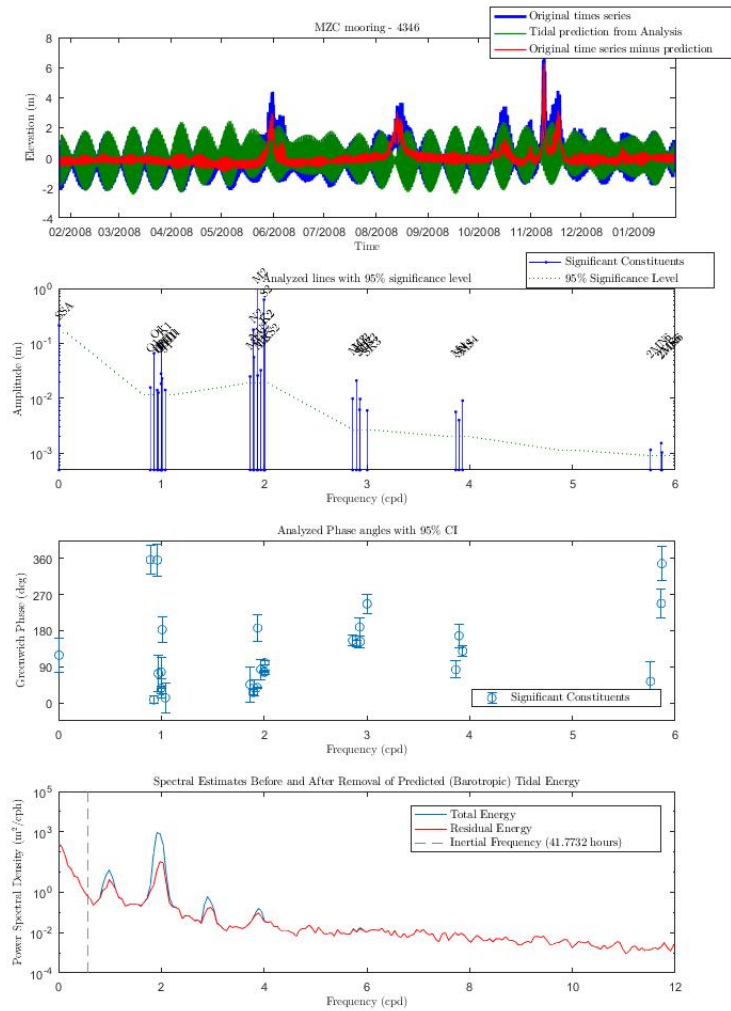 MZC mooring - 4346
Original times series
Tidal prediction from Analysis
Original time series minus prediction
8
6
4
2
0
-2
-4
Elevation (m)
02/2008 03/2008 04/2008 05/2008 06/2008 07/2008 08/2008 09/2008 10/2008 11/2008 12/2008 01/2009
Time
Analyzed lines with 95% significance level
Significant Constituents
95% Significance Level
10^0
10^-1
10^-2
10^-3
Amplitude (m)
SSA
M2
S2
N2
K2
K1
2MN6
0 1 2 3 4 5 6
Frequency (cpd)
Analyzed Phase angles with 95% CI
360
270
180
90
0
Greenwich Phase (deg)
Significant Constituents
0 1 2 3 4 5 6
Frequency (cpd)
Spectral Estimates Before and After Removal of Predicted (Barotropic) Tidal Energy
Total Energy
Residual Energy
Inertial Frequency (41.7732 hours)
10^5
10^3
10^0
10^-2
10^-4
Power Spectral Density (m^2/cph)
0 2 4 6 8 10 12
Frequency (cpd)